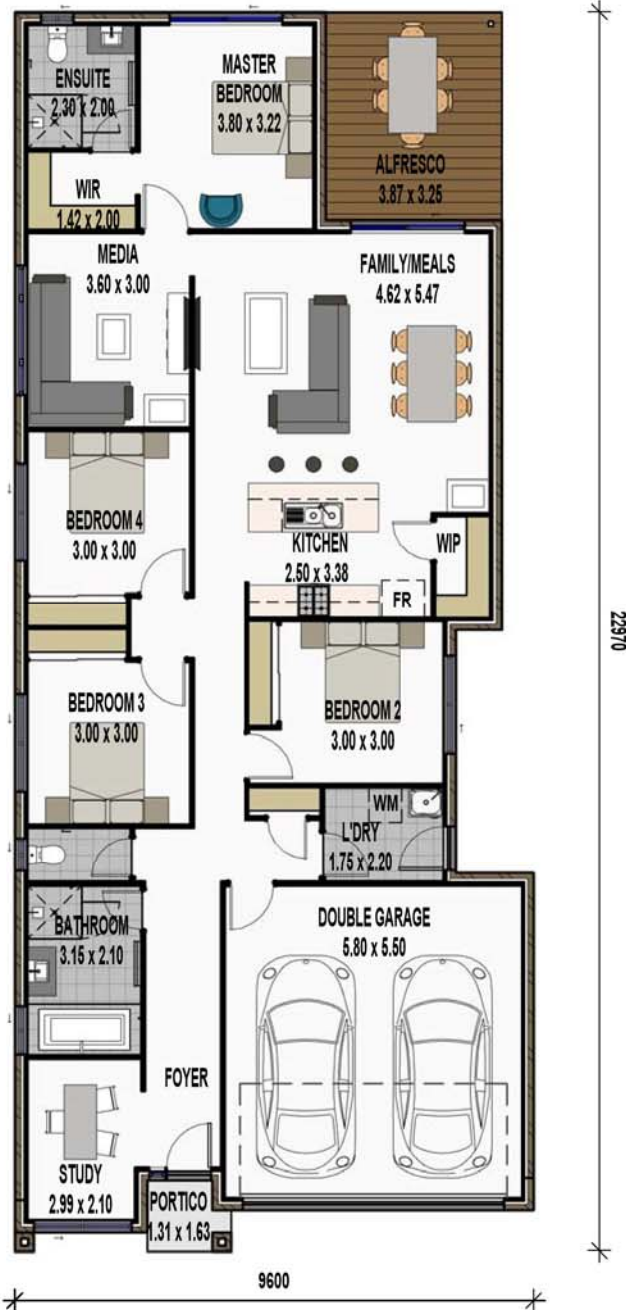 ENSUITE
2.30 x 2.00
MASTER
BEDROOM
3.80 x 3.22
ALFRESCO
3.87 x 3.25
WIR
1.42 x 2.00
MEDIA
3.60 x 3.00
FAMILY/MEALS
4.62 x 5.47
BEDROOM 4
3.00 x 3.00
KITCHEN
2.50 x 3.38
WIP
FR
BEDROOM 3
3.00 x 3.00
BEDROOM 2
3.00 x 3.00
WM
L'DRY
1.75 x 2.20
BATHROOM
3.15 x 2.10
DOUBLE GARAGE
5.80 x 5.50
FOYER
STUDY
2.99 x 2.10
PORTICO
1.31 x 1.63
22970
9600